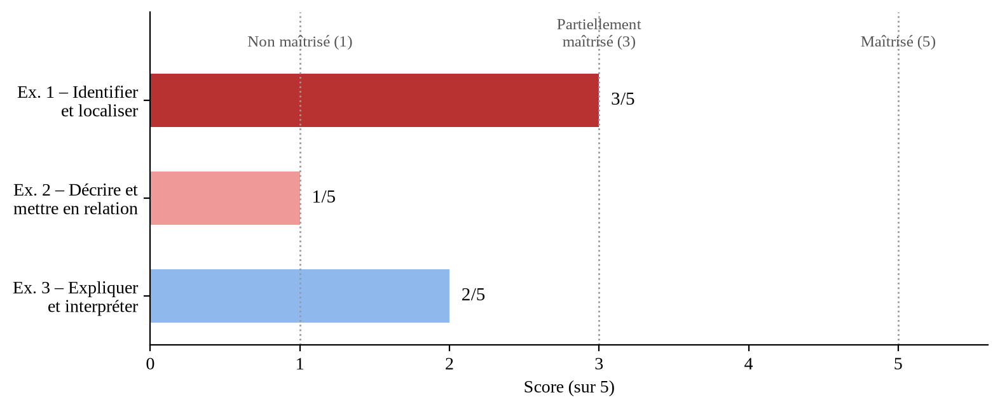 Non maîtrisé (1)
Partiellement
maîtrisé (3)
Maîtrisé (5)
Ex. 1 – Identifier
et localiser
3/5
Ex. 2 – Décrire et
mettre en relation
1/5
Ex. 3 – Expliquer
et interpréter
2/5
0 1 2 3 4 5
Score (sur 5)